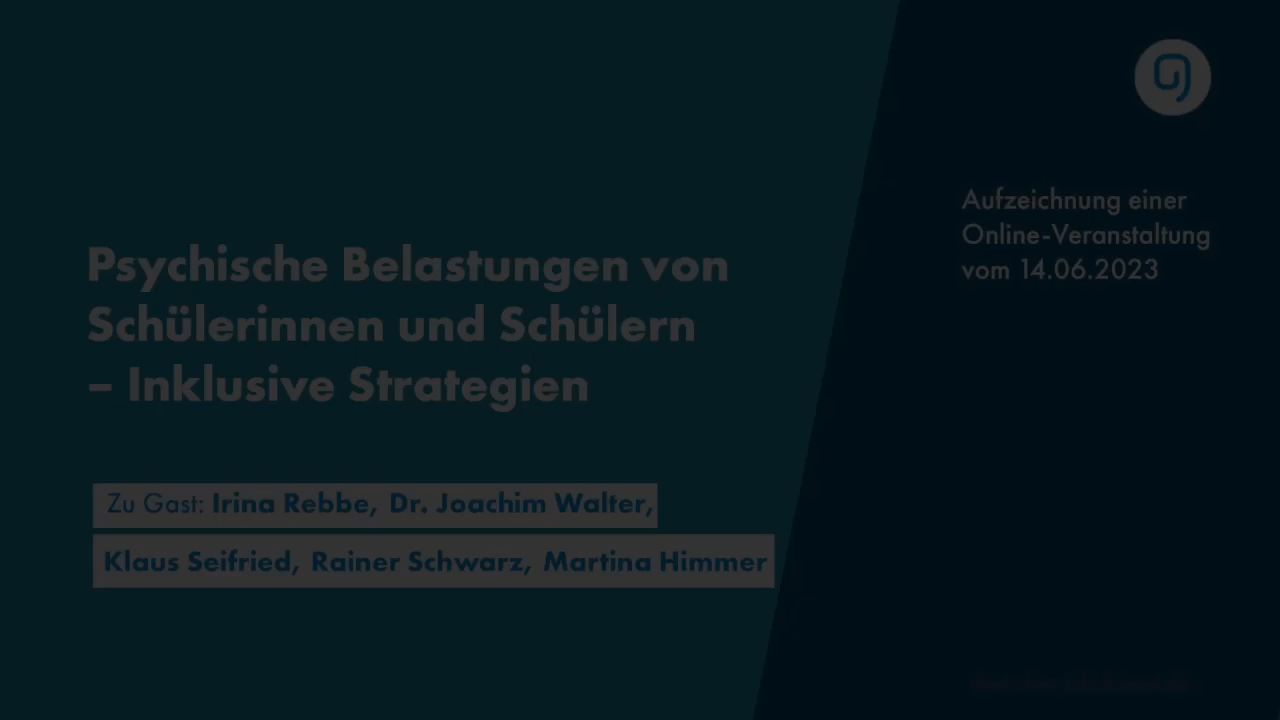 Aufzeichnung einer
Online-Veranstaltung
vom 14.06.2023
Psychische Belastungen von
Schülerinnen und Schülern
– Inklusive Strategien
Zu Gast: Irina Rebbe, Dr. Joachim Walter,
Klaus Seifried, Rainer Schwarz, Martina Himmer